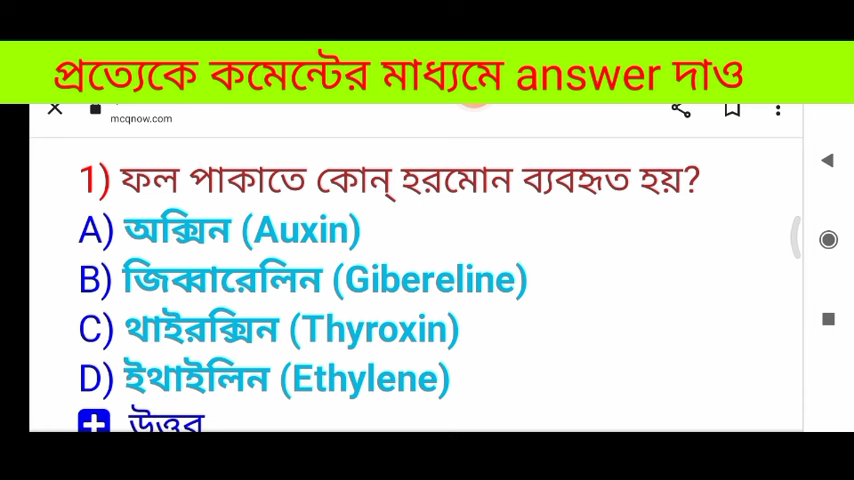 প্রত্যেকে কমেন্টের মাধ্যমে answer দাও
mcqnow.com
1) ফল পাকাতে কোন্ হরমোন ব্যবহৃত হয়?
A) অক্সিন (Auxin)
B) জিব্বারেলিন (Gibereline)
C) থাইরক্সিন (Thyroxin)
D) ইথাইলিন (Ethylene)
উত্তর